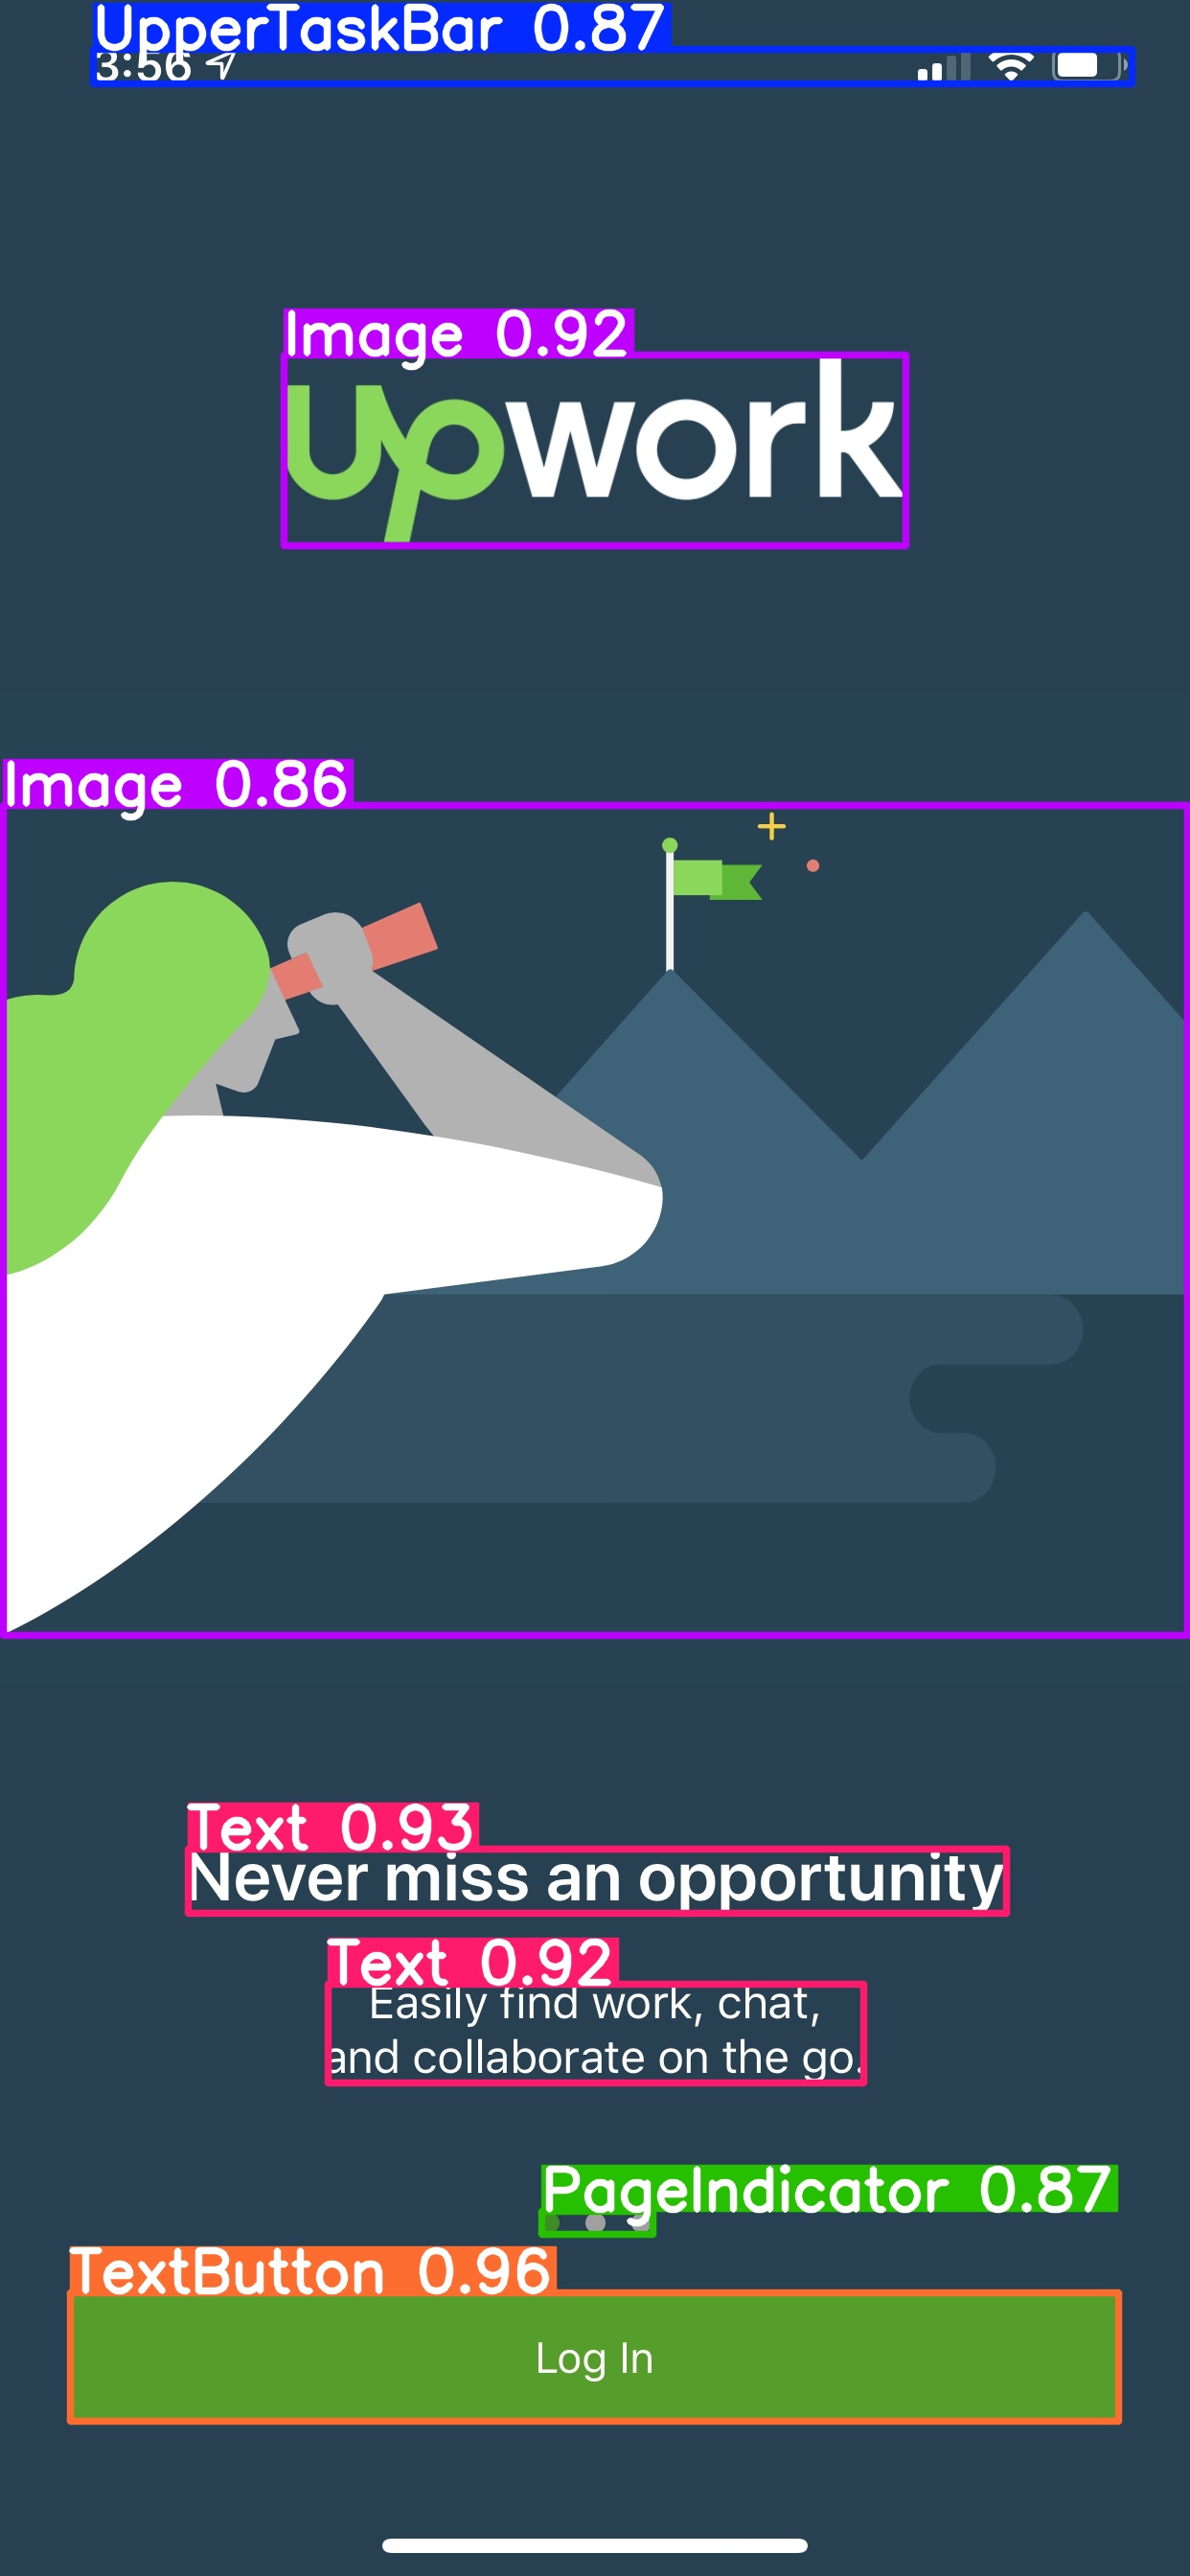 UpperTaskBar 0.87
3:56
Image 0.92
upwork
Image 0.86
Text 0.93
Never miss an opportunity
Text 0.92
Easily find work, chat,
and collaborate on the go.
PageIndicator 0.87
TextButton 0.96
Log In